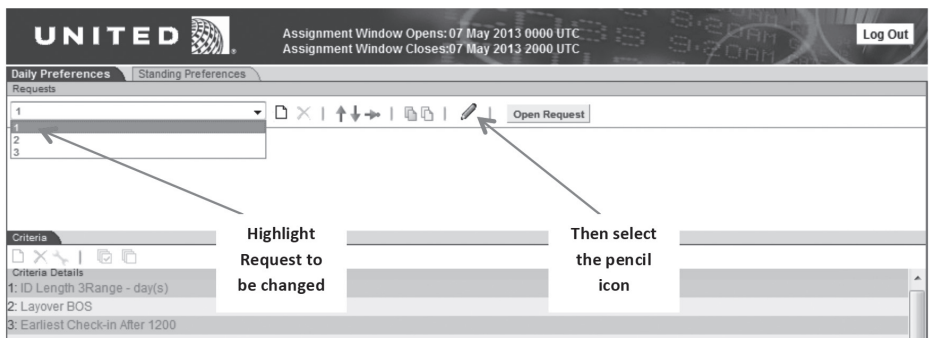 UNITED
Assignment Window Opens: 07 May 2013 0000 UTC
Assignment Window Closes:07 May 2013 2000 UTC
Log Out
Daily Preferences
Standing Preferences
Requests
1
Open Request
1
2
3
Highlight
Request to
be changed
Then select
the pencil
icon
Criteria
Criteria Details
1: ID Length 3Range - day(s)
2: Layover BOS
3: Earliest Check-in After 1200